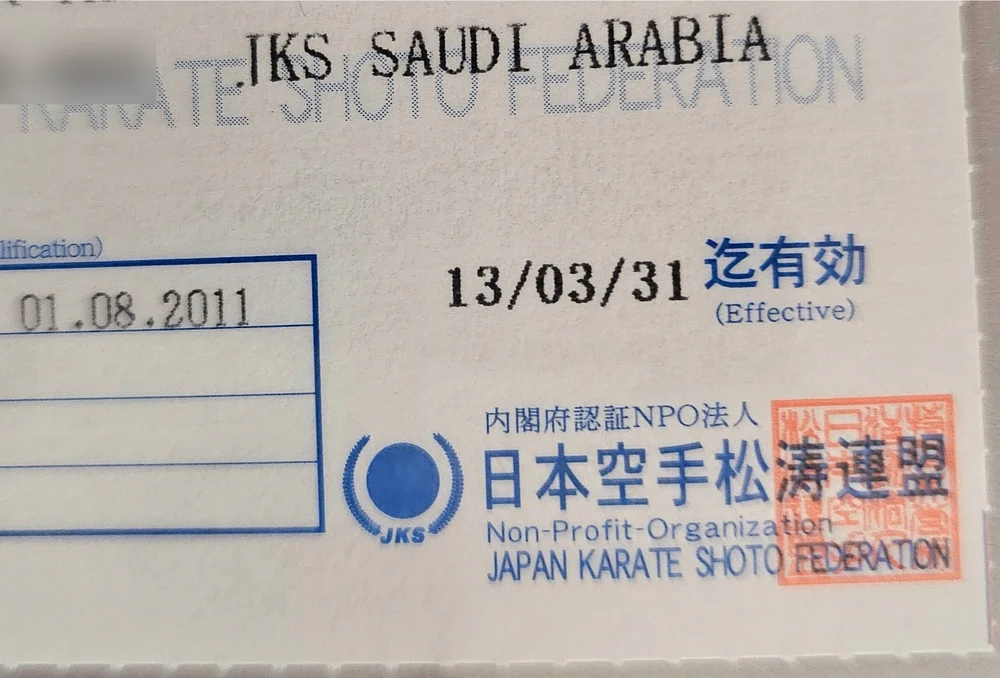 JKS SAUDI ARABIA
KARATE SHOTO FEDERATION
lification)
01.08.2011
13/03/31 迄有効
(Effective)
内閣府認証NPO法人
日本空手松涛連盟
Non-Profit-Organization
JAPAN KARATE SHOTO FEDERATION
JKS